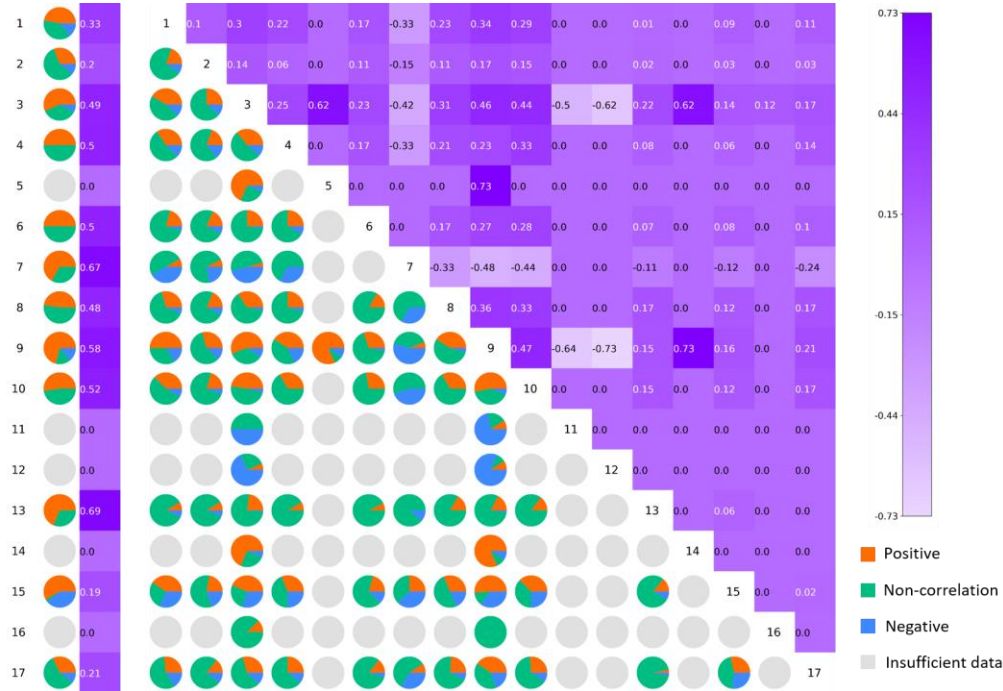 1 0.33 1 0.1 0.3 0.22 0.0 0.17 -0.33 0.23 0.34 0.29 0.0 0.0 0.01 0.0 0.09 0.0 0.11
2 0.2 2 0.14 0.06 0.0 0.11 -0.15 0.11 0.17 0.15 0.0 0.0 0.02 0.0 0.03 0.0 0.03
3 0.49 3 0.25 0.62 0.23 -0.42 0.31 0.46 0.44 -0.5 -0.62 0.22 0.62 0.14 0.12 0.17
4 0.5 4 0.0 0.17 -0.33 0.21 0.23 0.33 0.0 0.0 0.08 0.0 0.06 0.0 0.14
5 0.0 5 0.0 0.0 0.0 0.73 0.0 0.0 0.0 0.0 0.0 0.0 0.0 0.0
6 0.5 6 0.0 0.17 0.27 0.28 0.0 0.0 0.07 0.0 0.08 0.0 0.1
7 0.67 7 -0.33 -0.48 -0.44 0.0 0.0 -0.11 0.0 -0.12 0.0 -0.24
8 0.48 8 0.36 0.33 0.0 0.0 0.17 0.0 0.12 0.0 0.17
9 0.58 9 0.47 -0.64 -0.73 0.15 0.73 0.16 0.0 0.21
10 0.52 10 0.0 0.0 0.15 0.0 0.12 0.0 0.17
11 0.0 11 0.0 0.0 0.0 0.0 0.0 0.0
12 0.0 12 0.0 0.0 0.0 0.0 0.0
13 0.69 13 0.0 0.06 0.0 0.0
14 0.0 14 0.0 0.0 0.0
15 0.19 15 0.0 0.02
16 0.0 16 0.0
17 0.21 17
0.73
0.44
0.15
-0.15
-0.44
-0.73
Positive
Non-correlation
Negative
Insufficient data